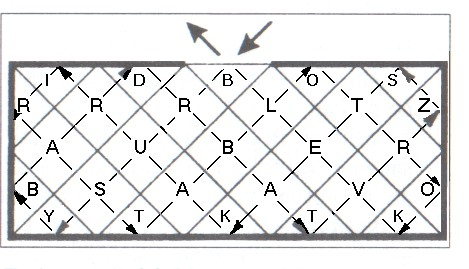 I D B O S
R R R L T Z
A U B E R
B S A A V O
Y T K T K